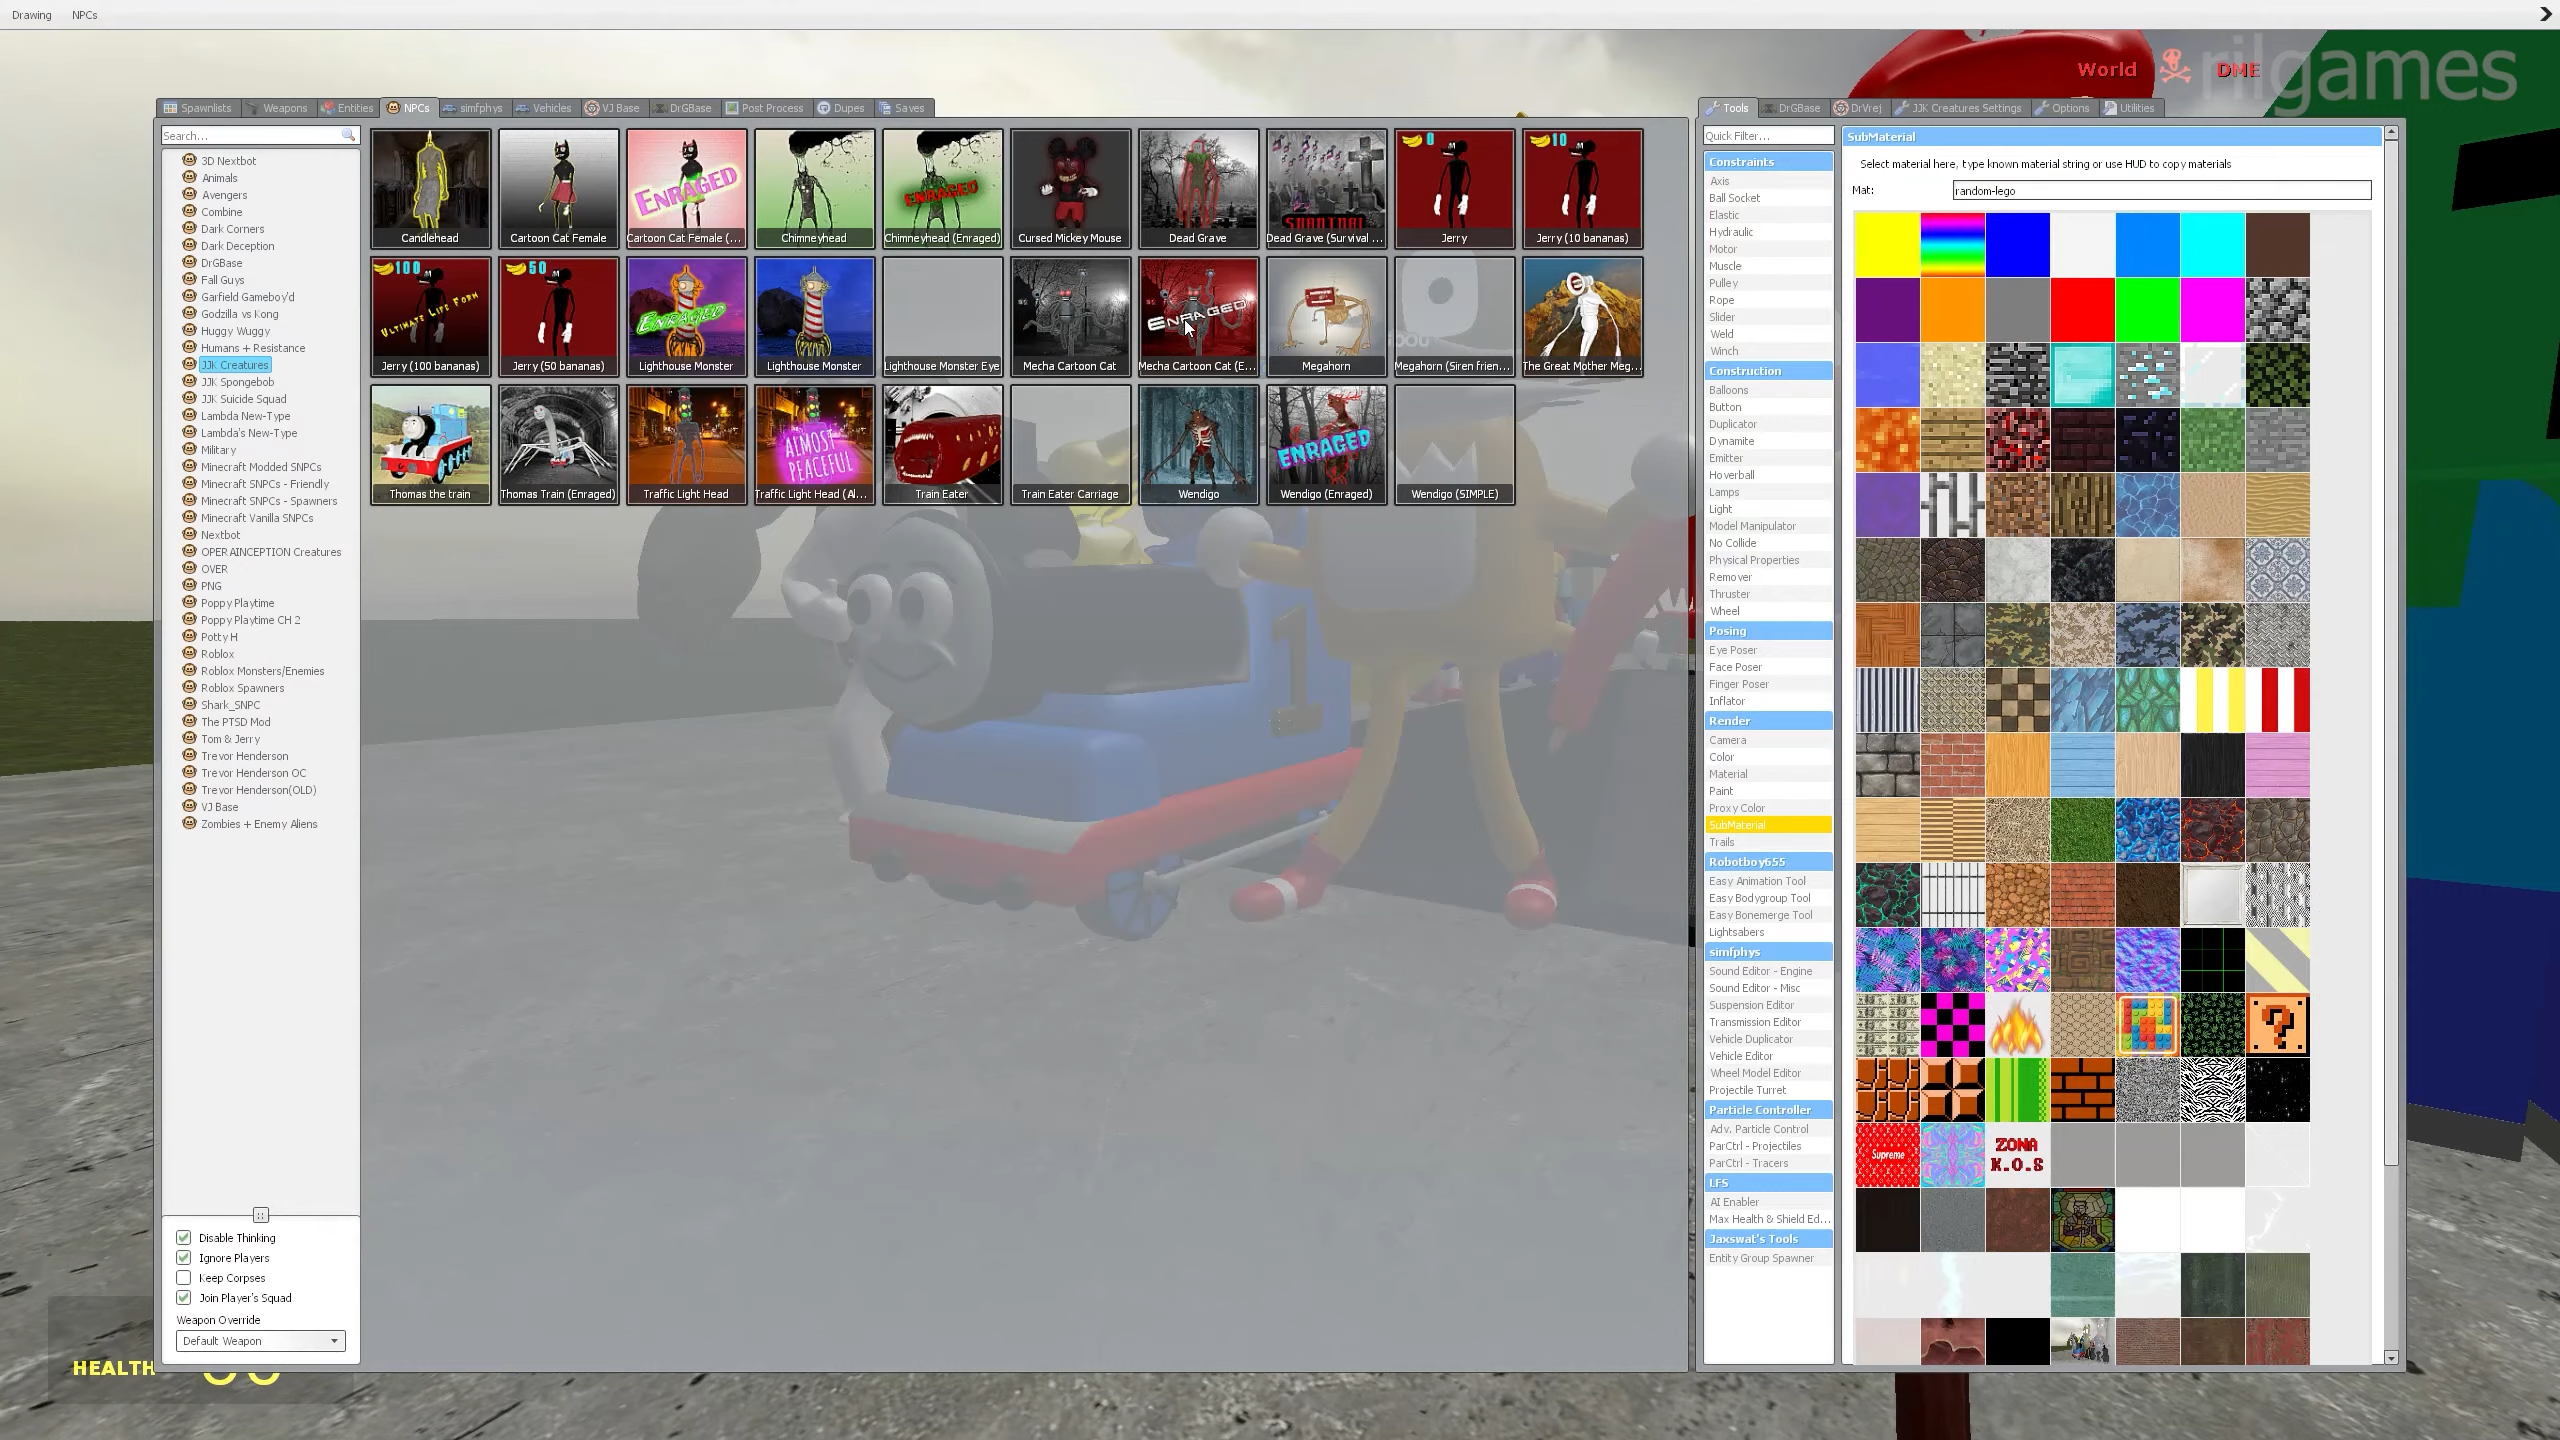 Drawing NPCs
rilgames
World DME
Spawnlists Weapons Entities NPCs simfphys Vehicles VJ Base DrGBase Post Process Dupes Saves
Search...
3D Nextbot
Animals
Avengers
Combine
Dark Corners
Dark Deception
DrGBase
Fall Guys
Garfield Gameboy'd
Godzilla vs Kong
Huggy Wuggy
Humans + Resistance
JJK Creatures
JJK Spongebob
JJK Suicide Squad
Lambda New-Type
Lambda's New-Type
Military
Minecraft Modded SNPCs
Minecraft SNPCs - Friendly
Minecraft SNPCs - Spawners
Minecraft Vanilla SNPCs
Nextbot
OPERAINCEPTION Creatures
OVER
PNG
Poppy Playtime
Poppy Playtime CH 2
Potty H
Roblox
Roblox Monsters/Enemies
Roblox Spawners
Shark_SNPC
The PTSD Mod
Tom & Jerry
Trevor Henderson
Trevor Henderson OC
Trevor Henderson(OLD)
VJ Base
Zombies + Enemy Aliens
Disable Thinking
Ignore Players
Keep Corpses
Join Player's Squad
Weapon Override
Default Weapon
HEALTH
ENRAGED ENRAGED SURVIVAL 0 10
Candlehead Cartoon Cat Female Cartoon Cat Female (... Chimneyhead Chimneyhead (Enraged) Cursed Mickey Mouse Dead Grave Dead Grave (Survival ... Jerry Jerry (10 bananas)
100 ULTIMATE LIFE FORM 50 ENRAGED ENRAGED
Jerry (100 bananas) Jerry (50 bananas) Lighthouse Monster Lighthouse Monster Lighthouse Monster Eye Mecha Cartoon Cat Mecha Cartoon Cat (E... Megahorn Megahorn (Siren frien... The Great Mother Meg...
ALMOST PEACEFUL ENRAGED
Thomas the train Thomas Train (Enraged) Traffic Light Head Traffic Light Head (Al... Train Eater Train Eater Carriage Wendigo Wendigo (Enraged) Wendigo (SIMPLE)
1
Tools DrGBase DrVrej JJK Creatures Settings Options Utilities
Quick Filter...
Constraints
Axis
Ball Socket
Elastic
Hydraulic
Motor
Muscle
Pulley
Rope
Slider
Weld
Winch
Construction
Balloons
Button
Duplicator
Dynamite
Emitter
Hoverball
Lamps
Light
Model Manipulator
No Collide
Physical Properties
Remover
Thruster
Wheel
Posing
Eye Poser
Face Poser
Finger Poser
Inflator
Render
Camera
Color
Material
Paint
Proxy Color
SubMaterial
Trails
Robotboy655
Easy Animation Tool
Easy Bodygroup Tool
Easy Bonemerge Tool
Lightsabers
simfphys
Sound Editor - Engine
Sound Editor - Misc
Suspension Editor
Transmission Editor
Vehicle Duplicator
Vehicle Editor
Wheel Model Editor
Projectile Turret
Particle Controller
Adv. Particle Control
ParCtrl - Projectiles
ParCtrl - Tracers
LFS
AI Enabler
Max Health & Shield Ed...
Jaxswat's Tools
Entity Group Spawner
SubMaterial
Select material here, type known material string or use HUD to copy materials
Mat: random-lego
?
Supreme
ZONA
K.O.S